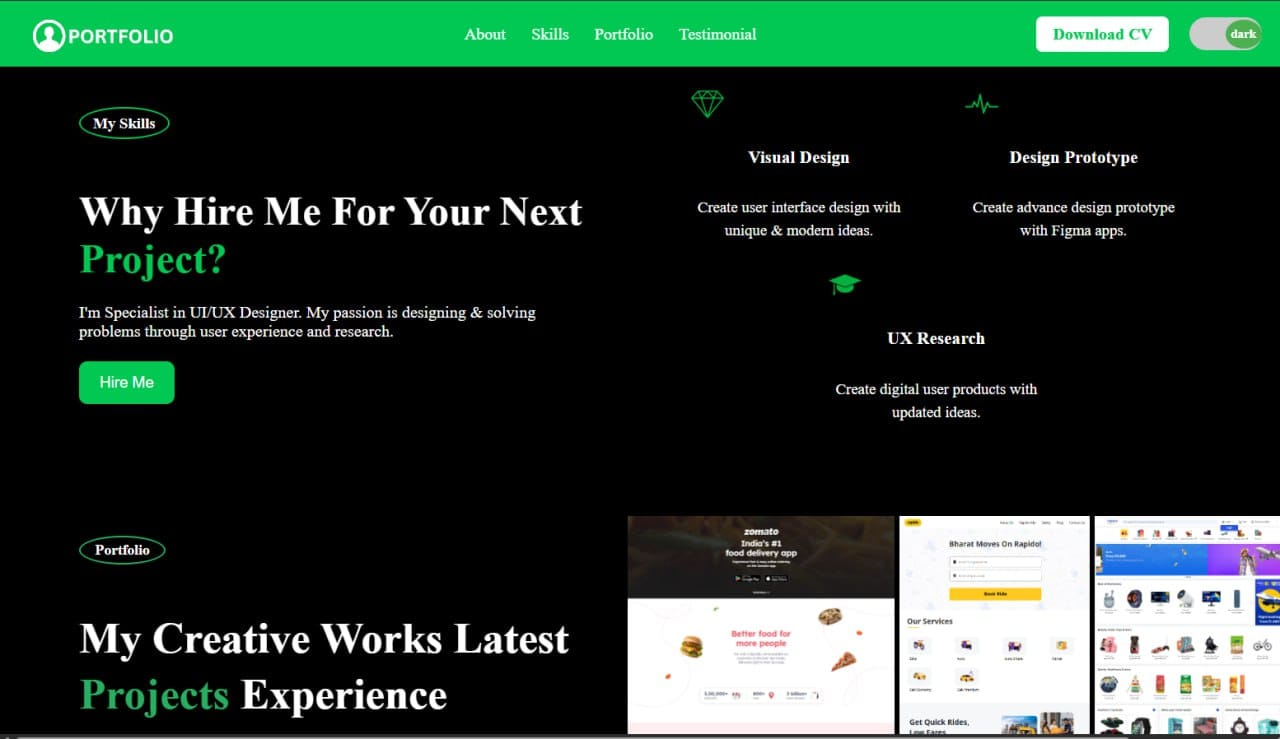 PORTFOLIO
About
Skills
Portfolio
Testimonial
Download CV
dark
My Skills
Why Hire Me For Your Next
Project?
I'm Specialist in UI/UX Designer. My passion is designing & solving
problems through user experience and research.
Hire Me
Visual Design
Create user interface design with
unique & modern ideas.
Design Prototype
Create advance design prototype
with Figma apps.
UX Research
Create digital user products with
updated ideas.
Portfolio
My Creative Works Latest
Projects Experience
zomato
India's #1
food delivery app
Better food for
more people
Bharat Moves On Rapido!
Book Ride
Our Services
Get Quick Rides,
Low Fares